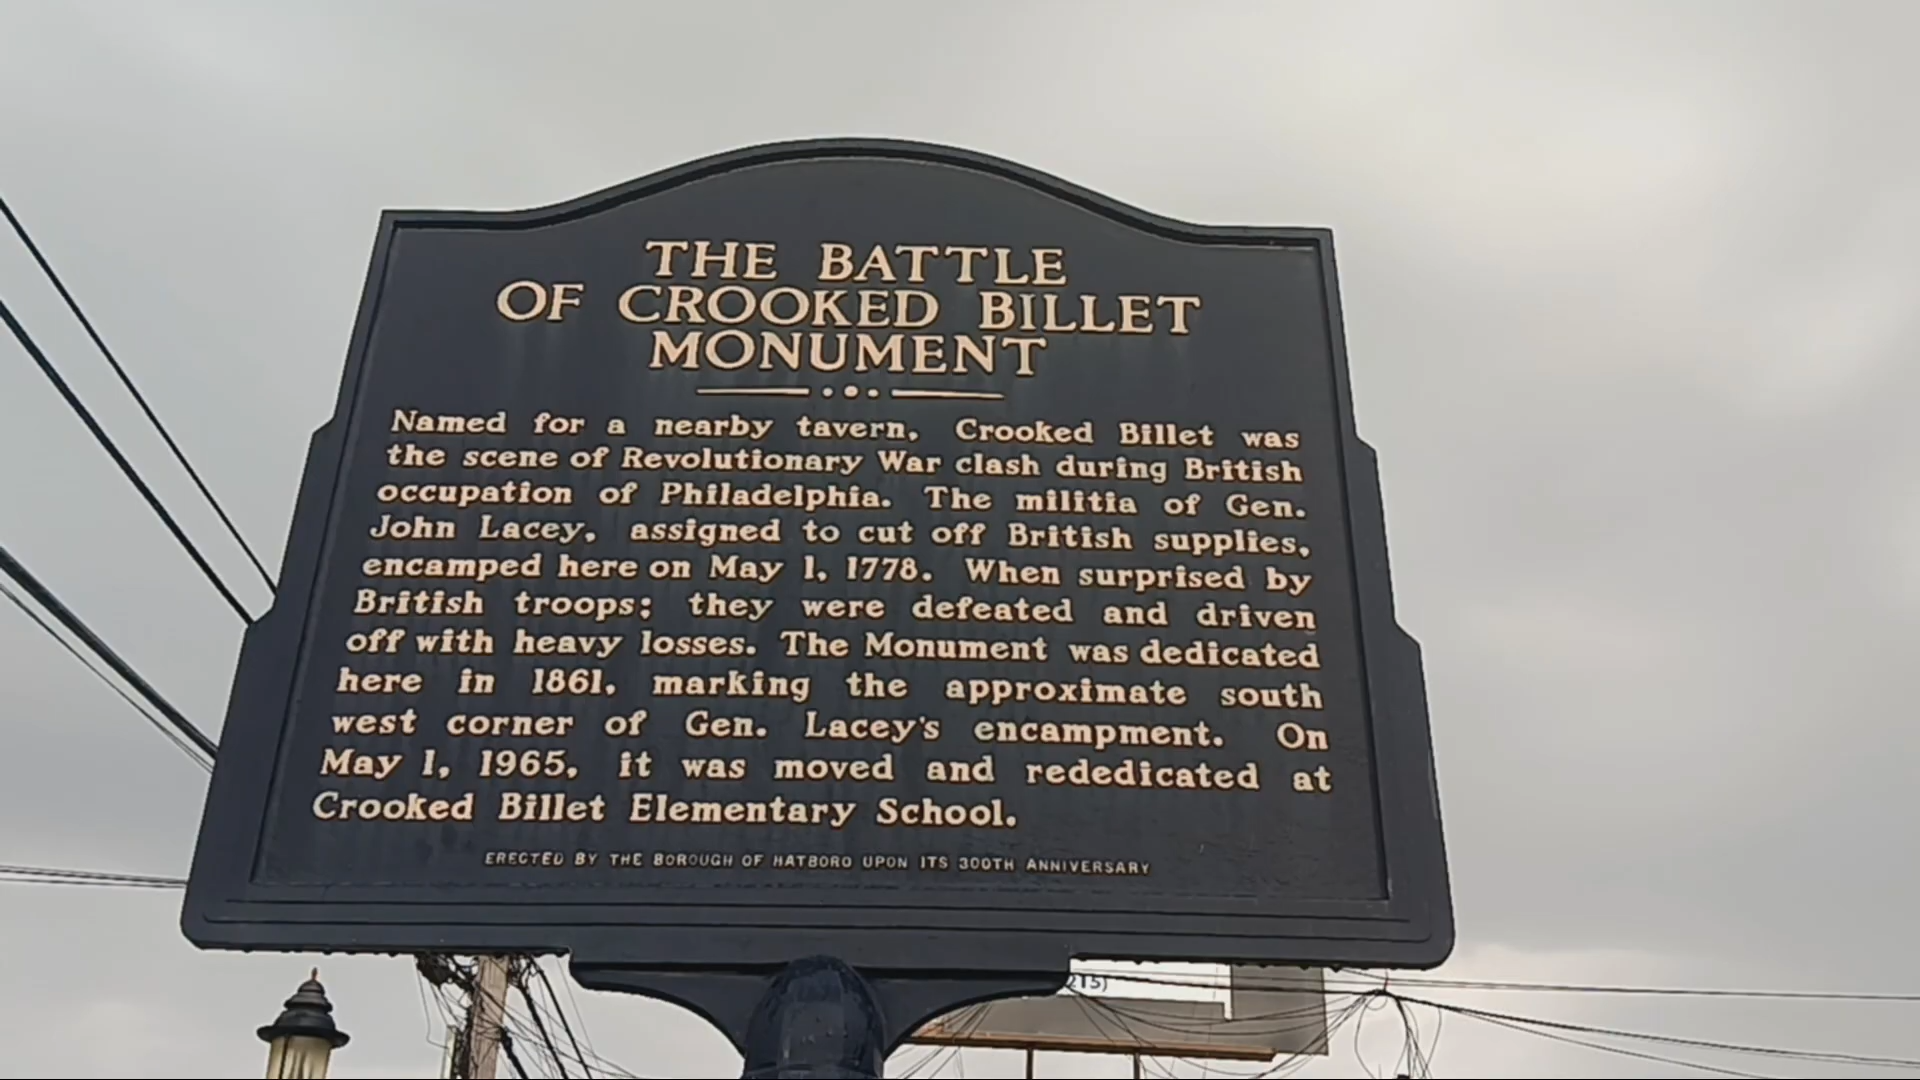 THE BATTLE
OF CROOKED BILLET
MONUMENT
Named for a nearby tavern, Crooked Billet was
the scene of Revolutionary War clash during British
occupation of Philadelphia. The militia of Gen.
John Lacey, assigned to cut off British supplies,
encamped here on May 1, 1778. When surprised by
British troops; they were defeated and driven
off with heavy losses. The Monument was dedicated
here in 1861, marking the approximate south
west corner of Gen. Lacey's encampment. On
May 1, 1965, it was moved and rededicated at
Crooked Billet Elementary School.
ERECTED BY THE BOROUGH OF HATBORO UPON ITS 300TH ANNIVERSARY
215)